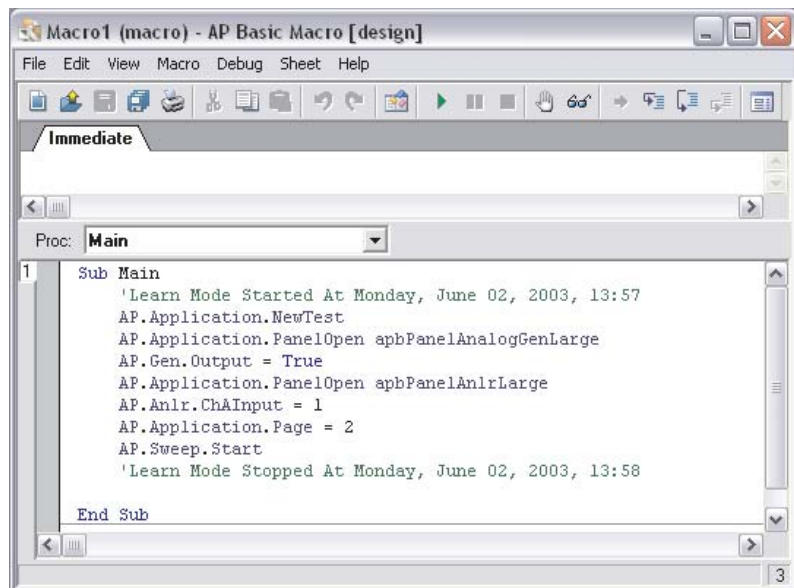 Macro1 (macro) - AP Basic Macro [design]
File Edit View Macro Debug Sheet Help
Immediate
Proc: Main
1
Sub Main
'Learn Mode Started At Monday, June 02, 2003, 13:57
AP.Application.NewTest
AP.Application.PanelOpen apbPanelAnalogGenLarge
AP.Gen.Output = True
AP.Application.PanelOpen apbPanelAnlrLarge
AP.Anlr.ChAInput = 1
AP.Application.Page = 2
AP.Sweep.Start
'Learn Mode Stopped At Monday, June 02, 2003, 13:58
End Sub
3